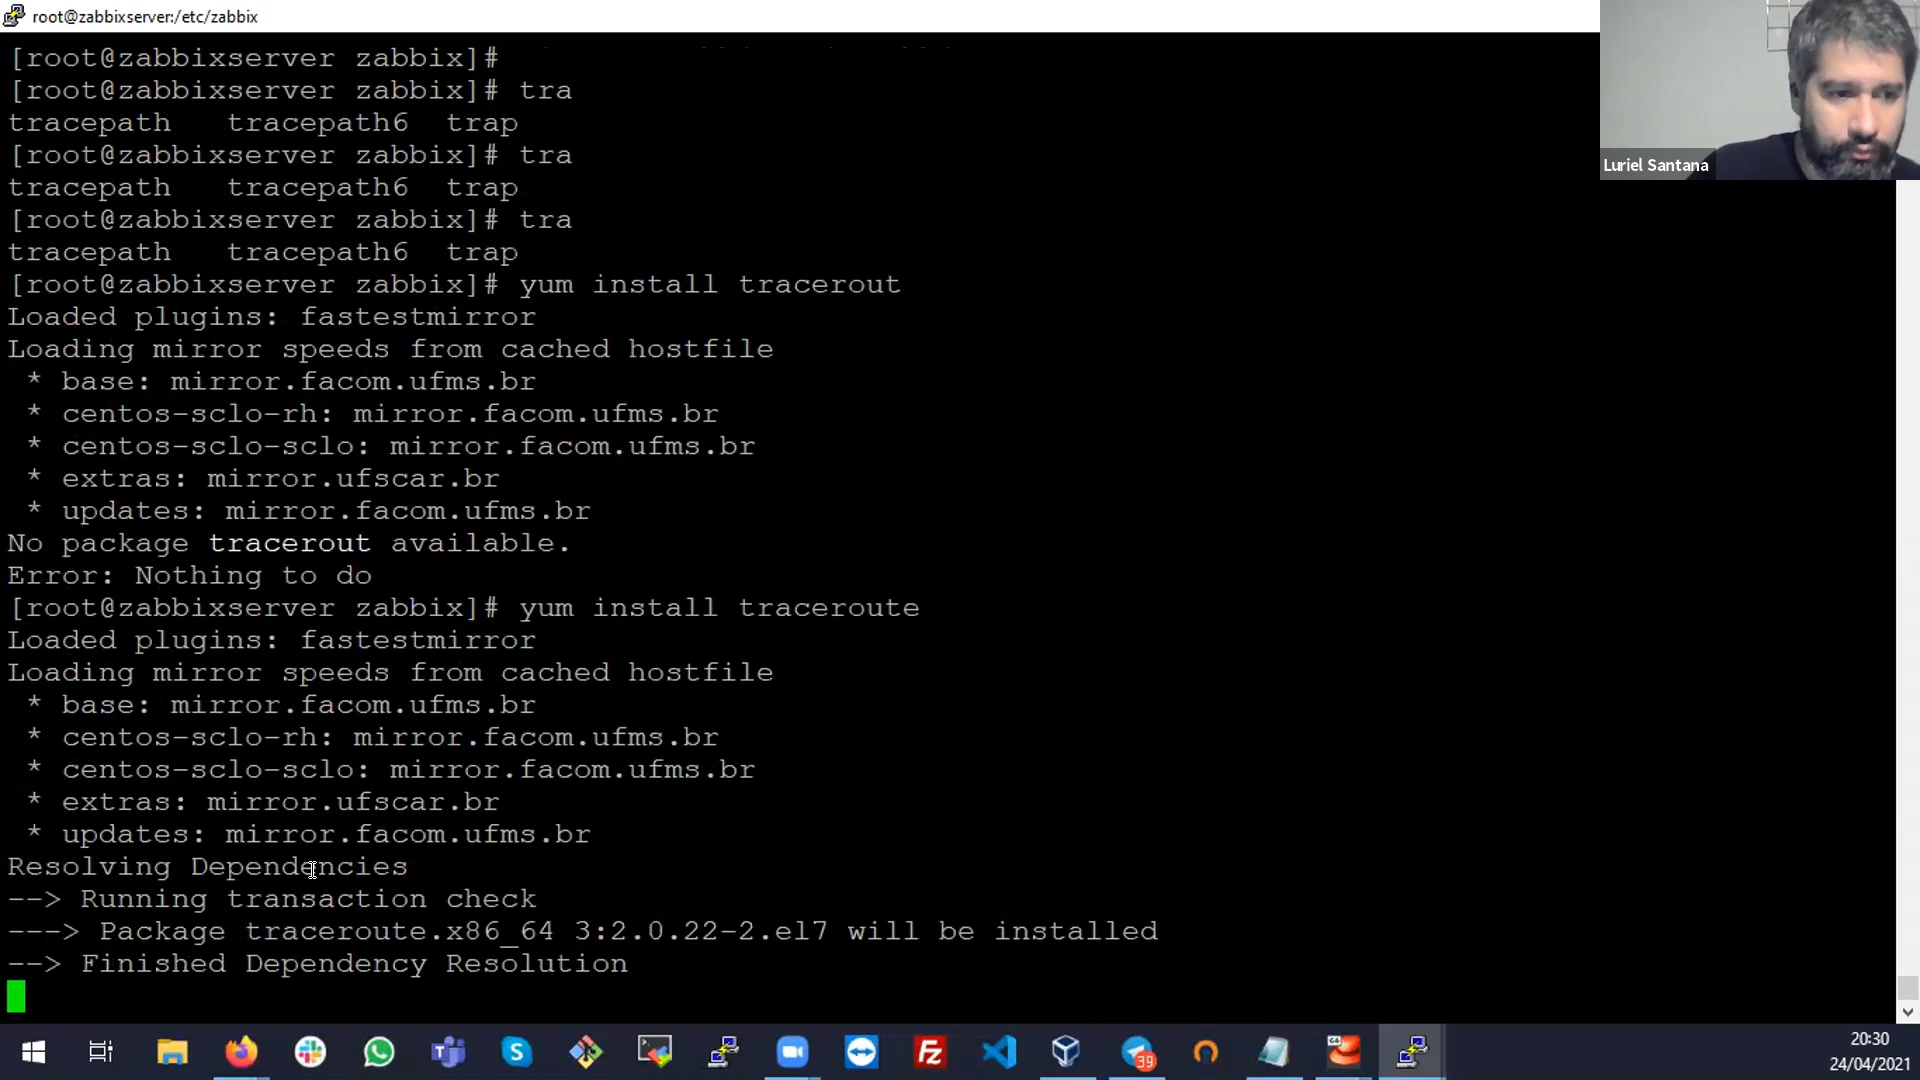 root@zabbixserver:/etc/zabbix
[root@zabbixserver zabbix]#
[root@zabbixserver zabbix]# tra
tracepath   tracepath6  trap
[root@zabbixserver zabbix]# tra
tracepath   tracepath6  trap
[root@zabbixserver zabbix]# tra
tracepath   tracepath6  trap
[root@zabbixserver zabbix]# yum install tracerout
Loaded plugins: fastestmirror
Loading mirror speeds from cached hostfile
 * base: mirror.facom.ufms.br
 * centos-sclo-rh: mirror.facom.ufms.br
 * centos-sclo-sclo: mirror.facom.ufms.br
 * extras: mirror.ufscar.br
 * updates: mirror.facom.ufms.br
No package tracerout available.
Error: Nothing to do
[root@zabbixserver zabbix]# yum install traceroute
Loaded plugins: fastestmirror
Loading mirror speeds from cached hostfile
 * base: mirror.facom.ufms.br
 * centos-sclo-rh: mirror.facom.ufms.br
 * centos-sclo-sclo: mirror.facom.ufms.br
 * extras: mirror.ufscar.br
 * updates: mirror.facom.ufms.br
Resolving Dependencies
--> Running transaction check
---> Package traceroute.x86_64 3:2.0.22-2.el7 will be installed
--> Finished Dependency Resolution
Luriel Santana
39
20:30
24/04/2021